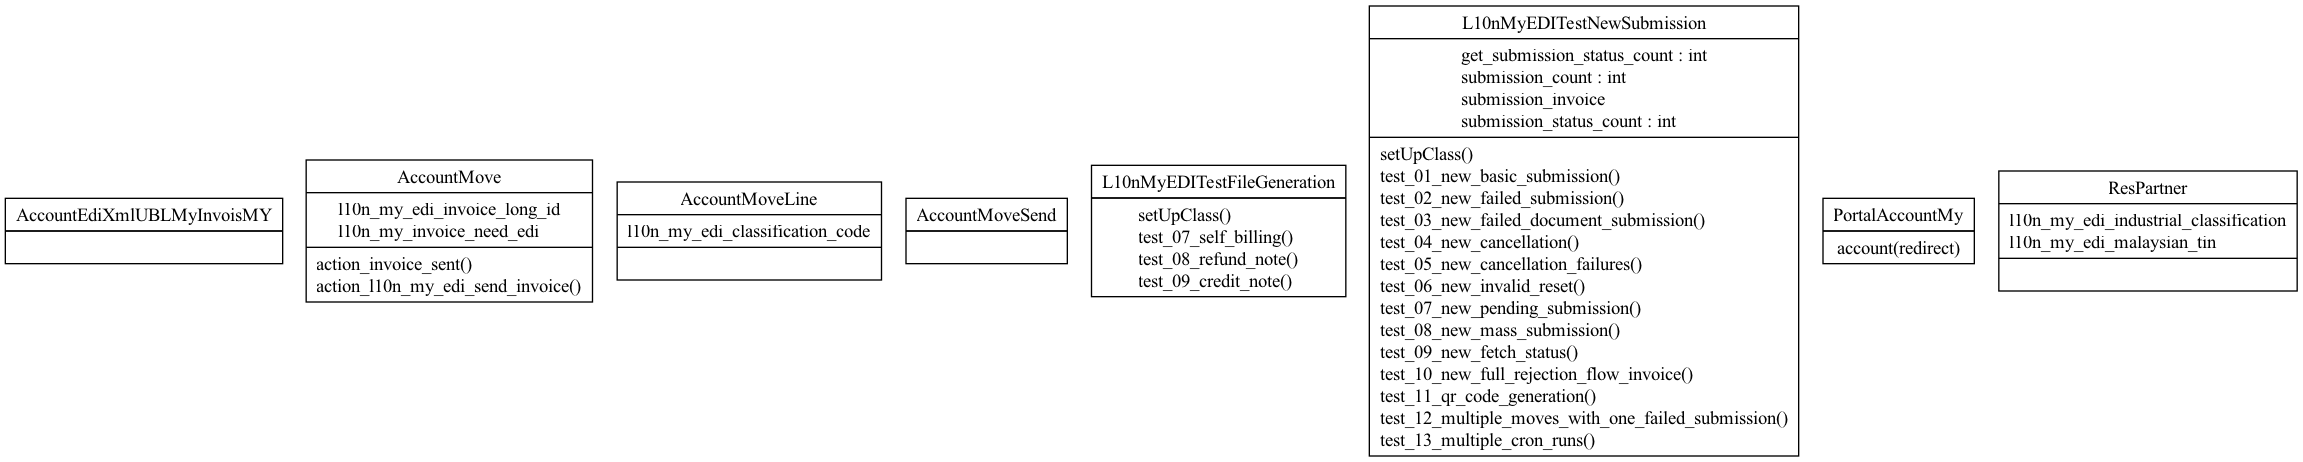 AccountEdiXmlUBLMyInvoisMY
AccountMove
l10n_my_edi_invoice_long_id
l10n_my_invoice_need_edi
action_invoice_sent()
action_l10n_my_edi_send_invoice()
AccountMoveLine
l10n_my_edi_classification_code
AccountMoveSend
L10nMyEDITestFileGeneration
setUpClass()
test_07_self_billing()
test_08_refund_note()
test_09_credit_note()
L10nMyEDITestNewSubmission
get_submission_status_count : int
submission_count : int
submission_invoice
submission_status_count : int
setUpClass()
test_01_new_basic_submission()
test_02_new_failed_submission()
test_03_new_failed_document_submission()
test_04_new_cancellation()
test_05_new_cancellation_failures()
test_06_new_invalid_reset()
test_07_new_pending_submission()
test_08_new_mass_submission()
test_09_new_fetch_status()
test_10_new_full_rejection_flow_invoice()
test_11_qr_code_generation()
test_12_multiple_moves_with_one_failed_submission()
test_13_multiple_cron_runs()
PortalAccountMy
account(redirect)
ResPartner
l10n_my_edi_industrial_classification
l10n_my_edi_malaysian_tin